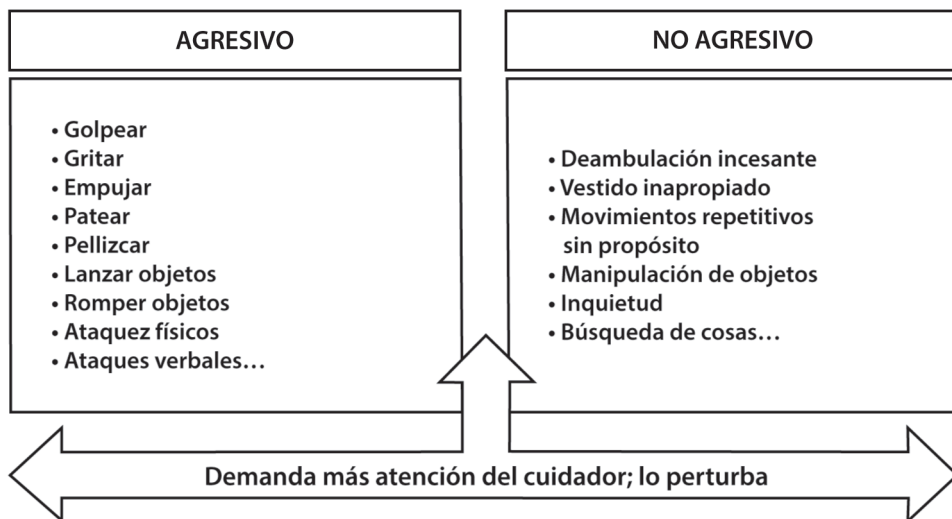 AGRESIVO
• Golpear
• Gritar
• Empujar
• Patear
• Pellizcar
• Lanzar objetos
• Romper objetos
• Ataquez físicos
• Ataques verbales…
NO AGRESIVO
• Deambulación incesante
• Vestido inapropiado
• Movimientos repetitivos
sin propósito
• Manipulación de objetos
• Inquietud
• Búsqueda de cosas…
Demanda más atención del cuidador; lo perturba